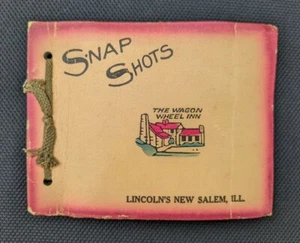 SNAP
SHOTS
THE WAGON
WHEEL INN
LINCOLN'S NEW SALEM, ILL.